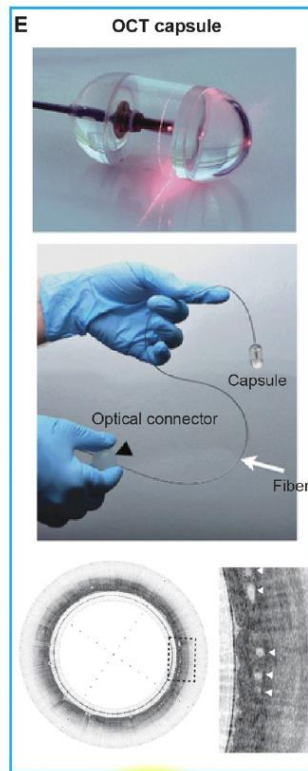 E
OCT capsule
Capsule
Optical connector
Fiber